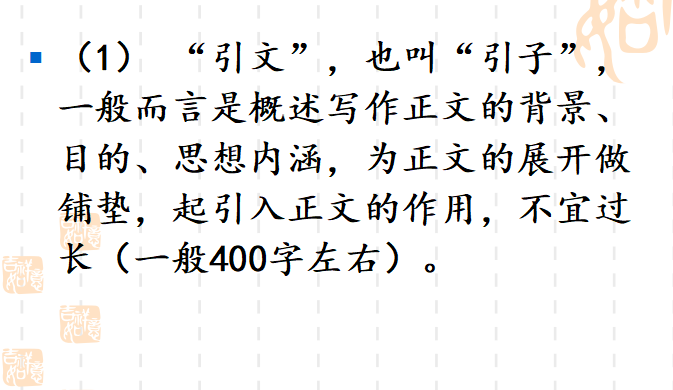 （1） “引文”，也叫“引子”，
一般而言是概述写作正文的背景、
目的、思想内涵，为正文的展开做
铺垫，起引入正文的作用，不宜过
长（一般400字左右）。